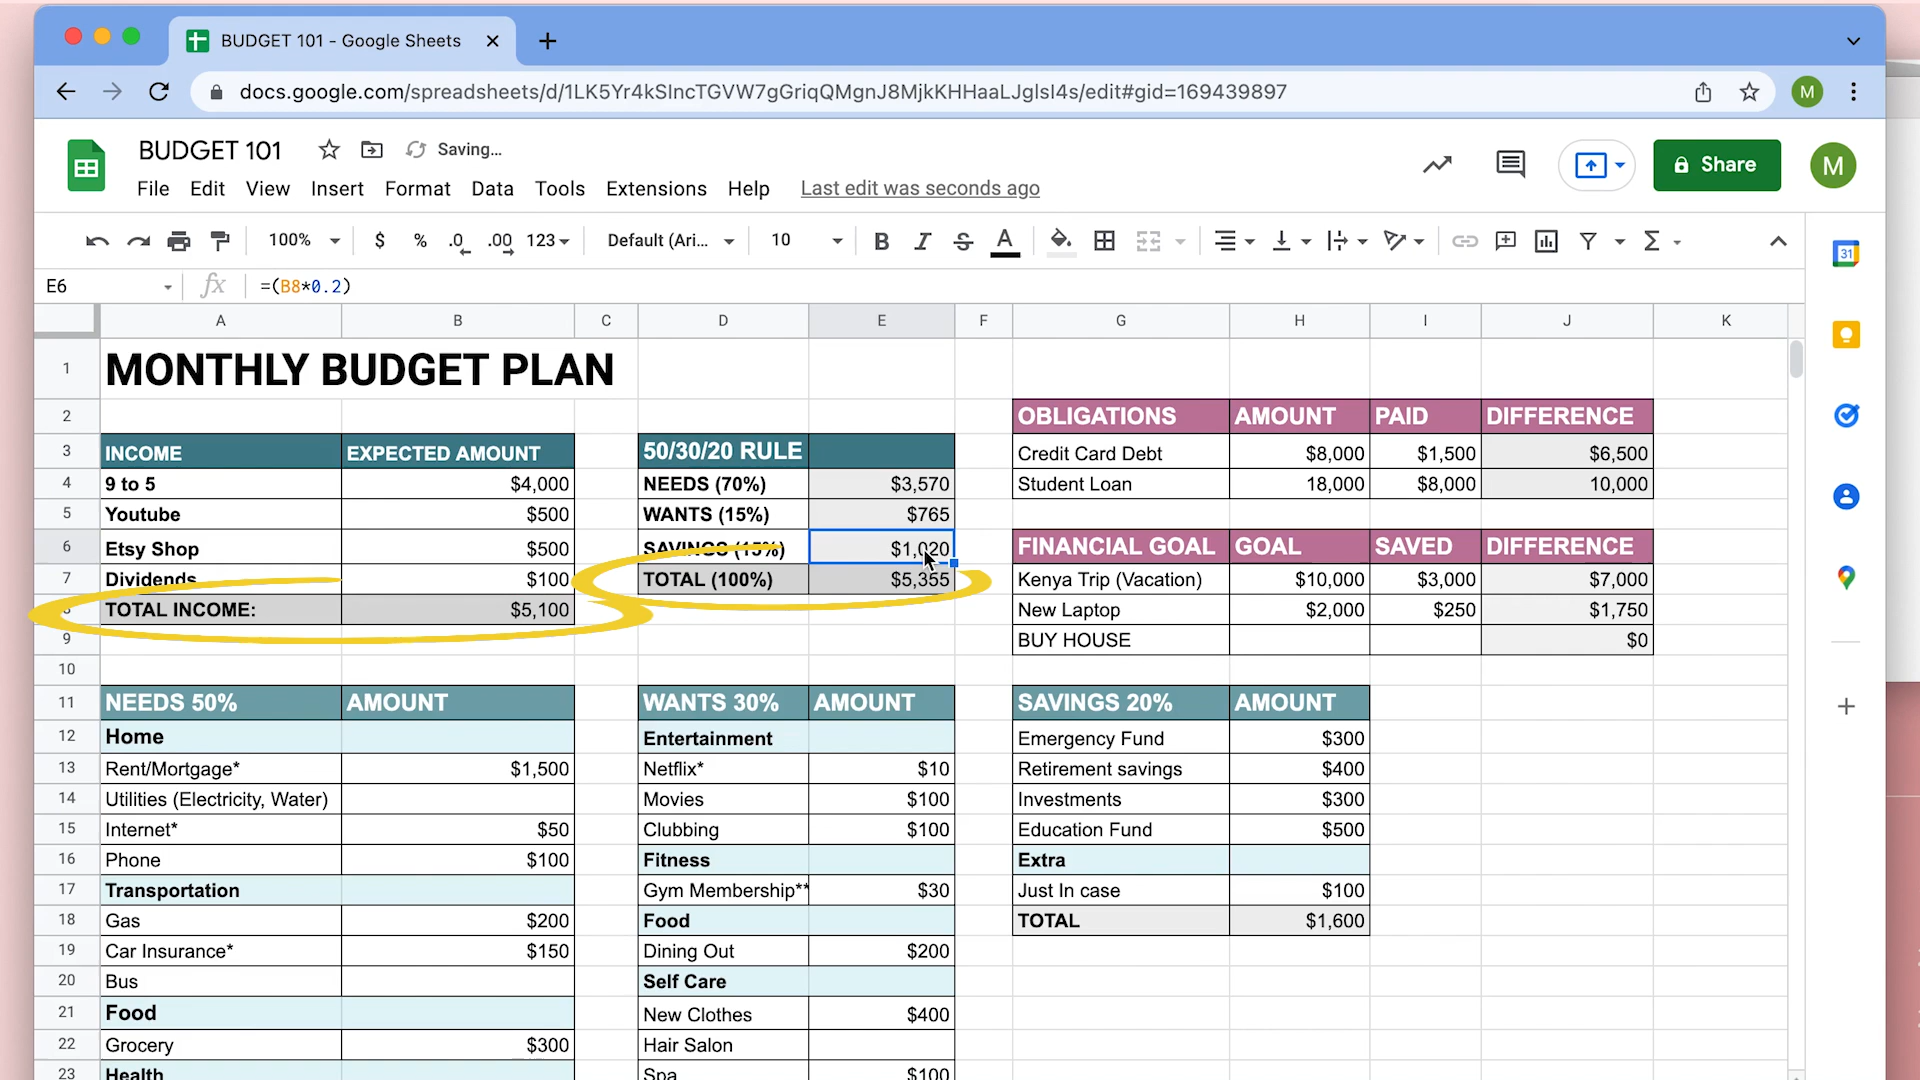 BUDGET 101 - Google Sheets
docs.google.com/spreadsheets/d/1LK5Yr4kSIncTGVW7gGriqQMgnJ8MjkKHHaaLJglsI4s/edit#gid=169439897
M
BUDGET 101 Saving...
File Edit View Insert Format Data Tools Extensions Help Last edit was seconds ago
Share M
100% $ % .0 .00 123 Default (Ari... 10 B I S A Σ
31
E6 fx =(B8*0.2)
A B C D E F G H I J K
1 MONTHLY BUDGET PLAN
2 OBLIGATIONS AMOUNT PAID DIFFERENCE
3 INCOME EXPECTED AMOUNT 50/30/20 RULE Credit Card Debt $8,000 $1,500 $6,500
4 9 to 5 $4,000 NEEDS (70%) $3,570 Student Loan 18,000 $8,000 10,000
5 Youtube $500 WANTS (15%) $765
6 Etsy Shop $500 SAVINGS (15%) $1,020 FINANCIAL GOAL GOAL SAVED DIFFERENCE
7 Dividends $100 TOTAL (100%) $5,355 Kenya Trip (Vacation) $10,000 $3,000 $7,000
8 TOTAL INCOME: $5,100 New Laptop $2,000 $250 $1,750
9 BUY HOUSE $0
10
11 NEEDS 50% AMOUNT WANTS 30% AMOUNT SAVINGS 20% AMOUNT
12 Home Entertainment Emergency Fund $300
13 Rent/Mortgage* $1,500 Netflix* $10 Retirement savings $400
14 Utilities (Electricity, Water) Movies $100 Investments $300
15 Internet* $50 Clubbing $100 Education Fund $500
16 Phone $100 Fitness Extra
17 Transportation Gym Membership** $30 Just In case $100
18 Gas $200 Food TOTAL $1,600
19 Car Insurance* $150 Dining Out $200
20 Bus Self Care
21 Food New Clothes $400
22 Grocery $300 Hair Salon
23 Health Spa $100